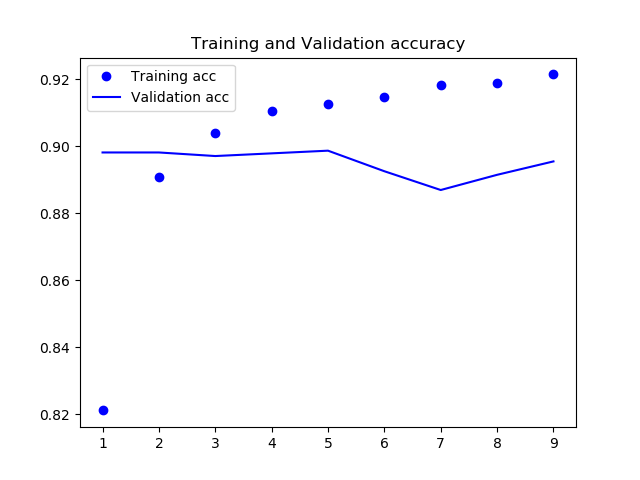 Training and Validation accuracy
Training acc
Validation acc
0.92
0.90
0.88
0.86
0.84
0.82
1 2 3 4 5 6 7 8 9